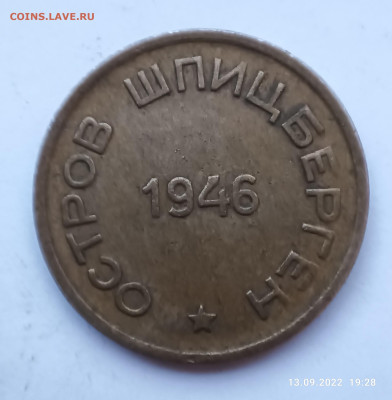 COINS.LAVE.RU
ОСТРОВ ШПИЦБЕРГЕН
1946
13.09.2022 19:28